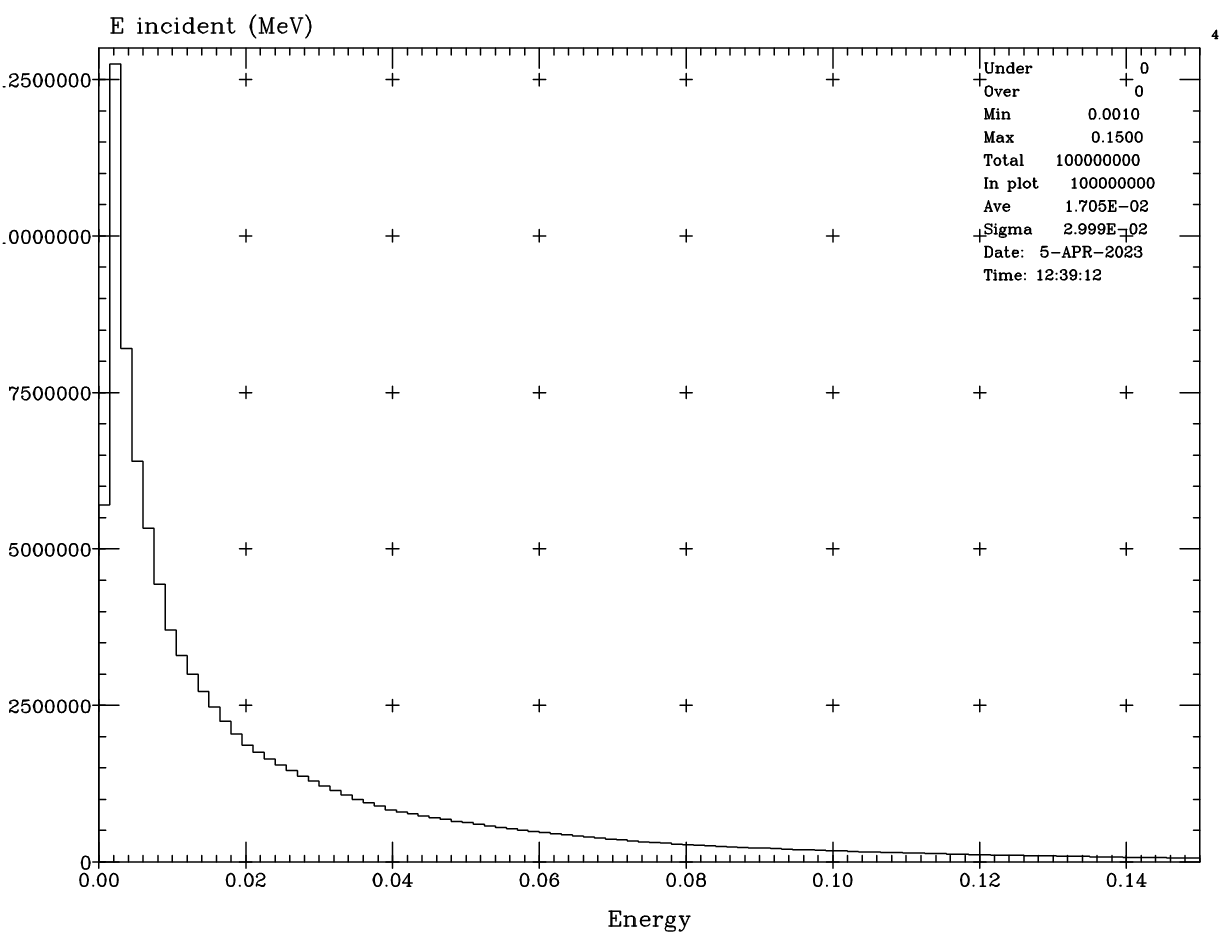 E incident (MeV)
4
.2500000
.0000000
7500000
5000000
2500000
0
Under 0
Over 0
Min 0.0010
Max 0.1500
Total 100000000
In plot 100000000
Ave 1.705E-02
Sigma 2.999E-02
Date: 5-APR-2023
Time: 12:39:12
0.00 0.02 0.04 0.06 0.08 0.10 0.12 0.14
Energy